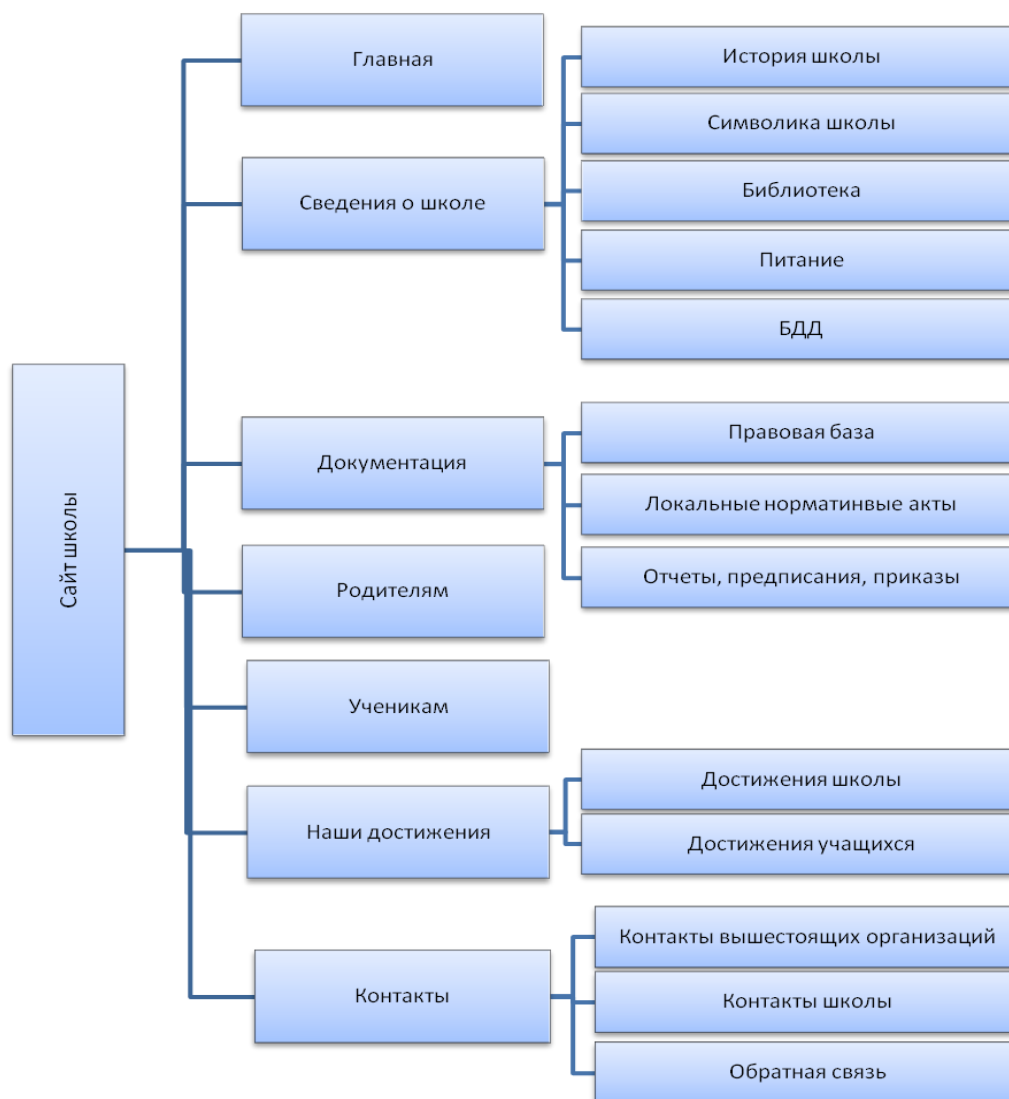 Сайт школы
Главная
Сведения о школе
История школы
Символика школы
Библиотека
Питание
БДД
Документация
Правовая база
Локальные норматинвые акты
Отчеты, предписания, приказы
Родителям
Ученикам
Наши достижения
Достижения школы
Достижения учащихся
Контакты
Контакты вышестоящих организаций
Контакты школы
Обратная связь